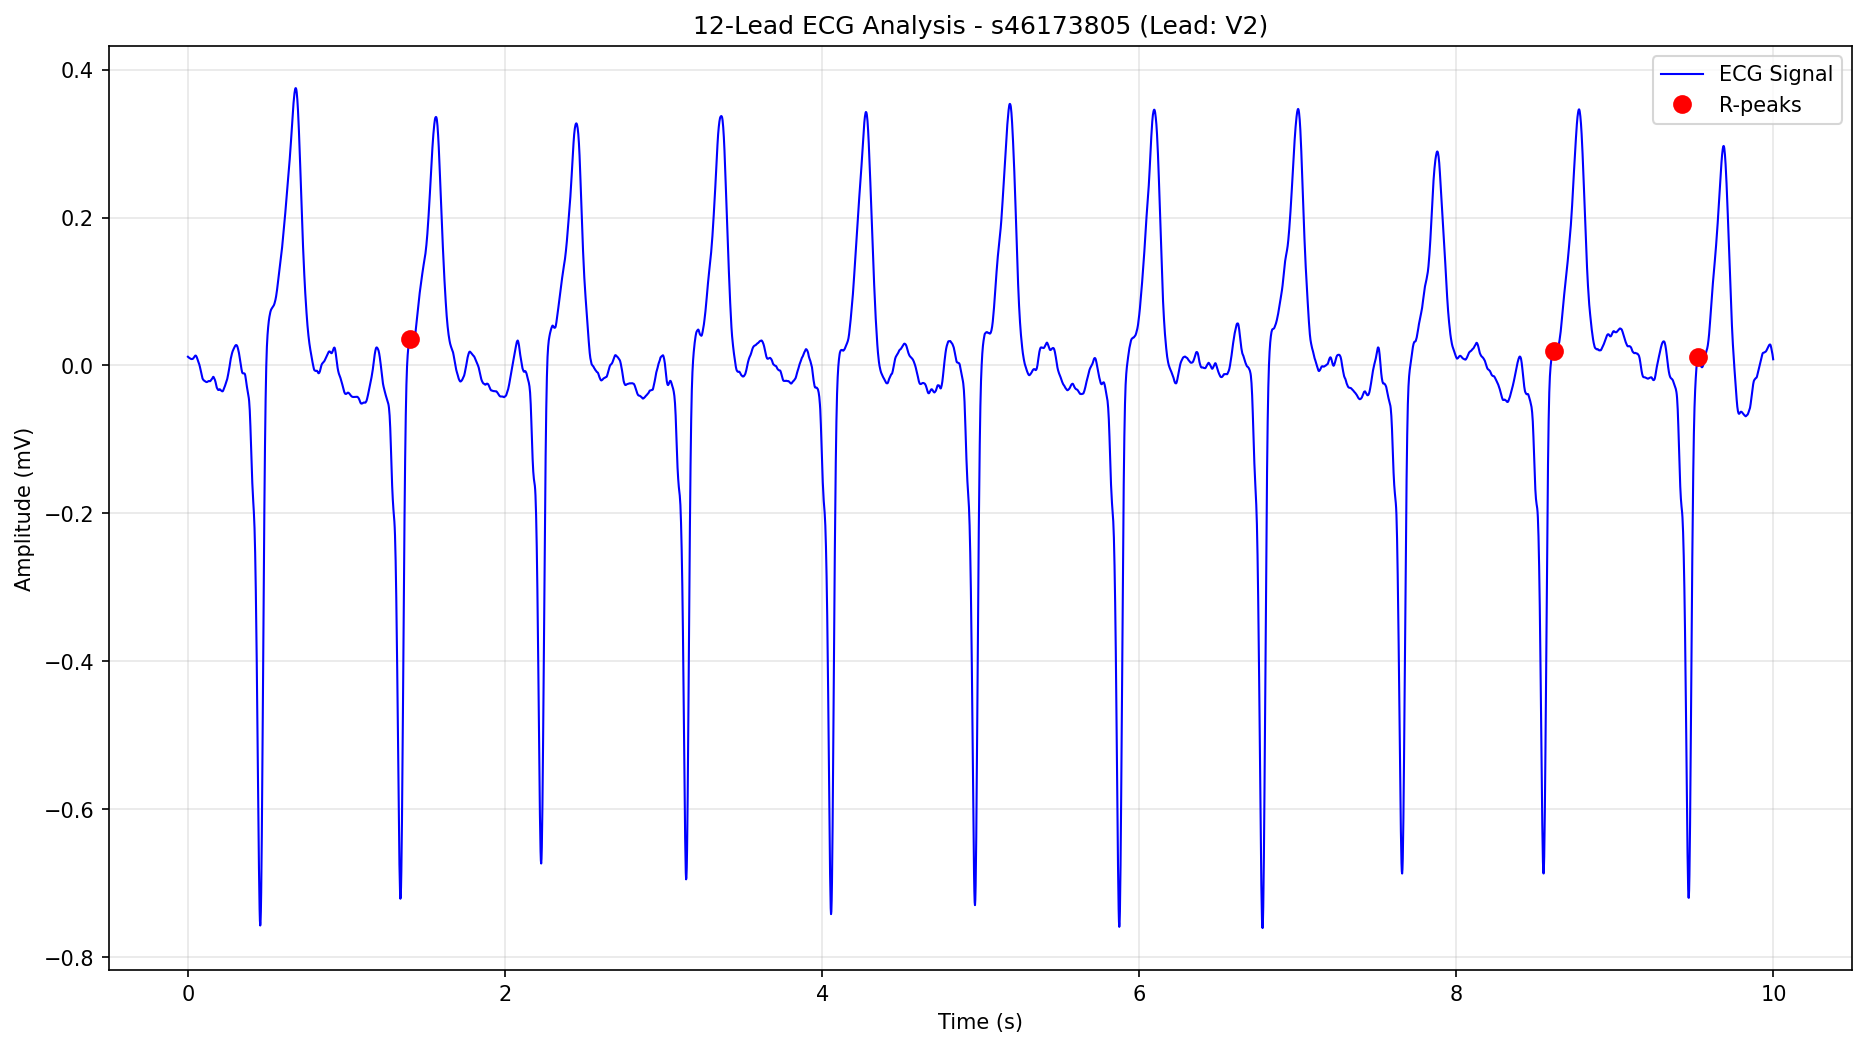 12-Lead ECG Analysis - s46173805 (Lead: V2)
ECG Signal
R-peaks
Amplitude (mV)
0.4
0.2
0.0
−0.2
−0.4
−0.6
−0.8
0 2 4 6 8 10
Time (s)